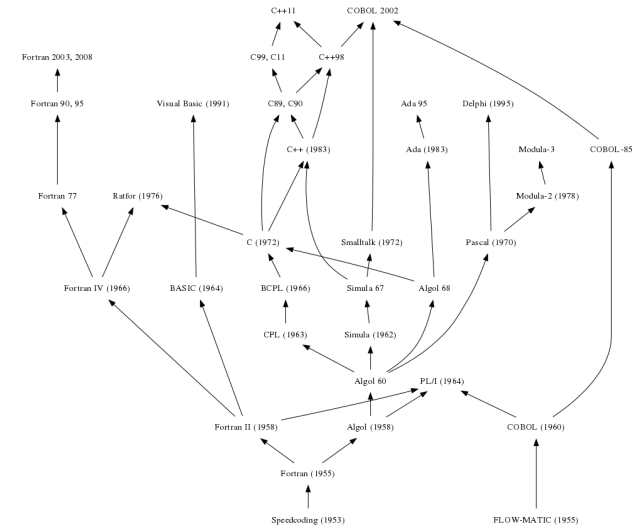 C++11
COBOL 2002
Fortran 2003, 2008
C99, C11
C++98
Fortran 90, 95
Visual Basic (1991)
C89, C90
Ada 95
Delphi (1995)
C++ (1983)
Ada (1983)
Modula-3
COBOL-85
Fortran 77
Ratfor (1976)
Modula-2 (1978)
C (1972)
Smalltalk (1972)
Pascal (1970)
Fortran IV (1966)
BASIC (1964)
BCPL (1966)
Simula 67
Algol 68
CPL (1963)
Simula (1962)
Algol 60
PL/I (1964)
Fortran II (1958)
Algol (1958)
COBOL (1960)
Fortran (1955)
Speedcoding (1953)
FLOW-MATIC (1955)